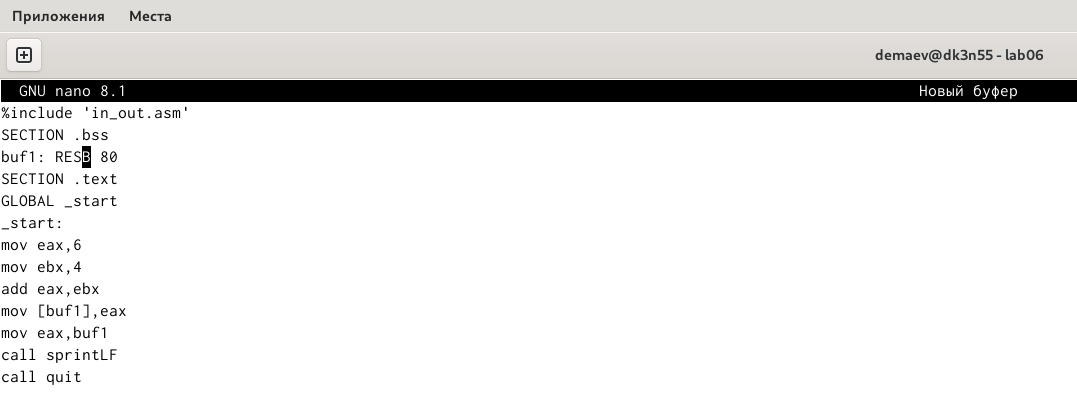 Приложения Места
demaev@dk3n55 - lab06
GNU nano 8.1 Новый буфер
%include 'in_out.asm'
SECTION .bss
buf1: RESB 80
SECTION .text
GLOBAL _start
_start:
mov eax,6
mov ebx,4
add eax,ebx
mov [buf1],eax
mov eax,buf1
call sprintLF
call quit